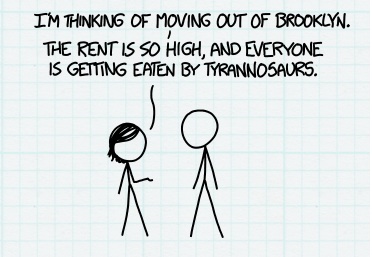 I'M THINKING OF MOVING OUT OF BROOKLYN.
THE RENT IS SO HIGH, AND EVERYONE
IS GETTING EATEN BY TYRANNOSAURS.